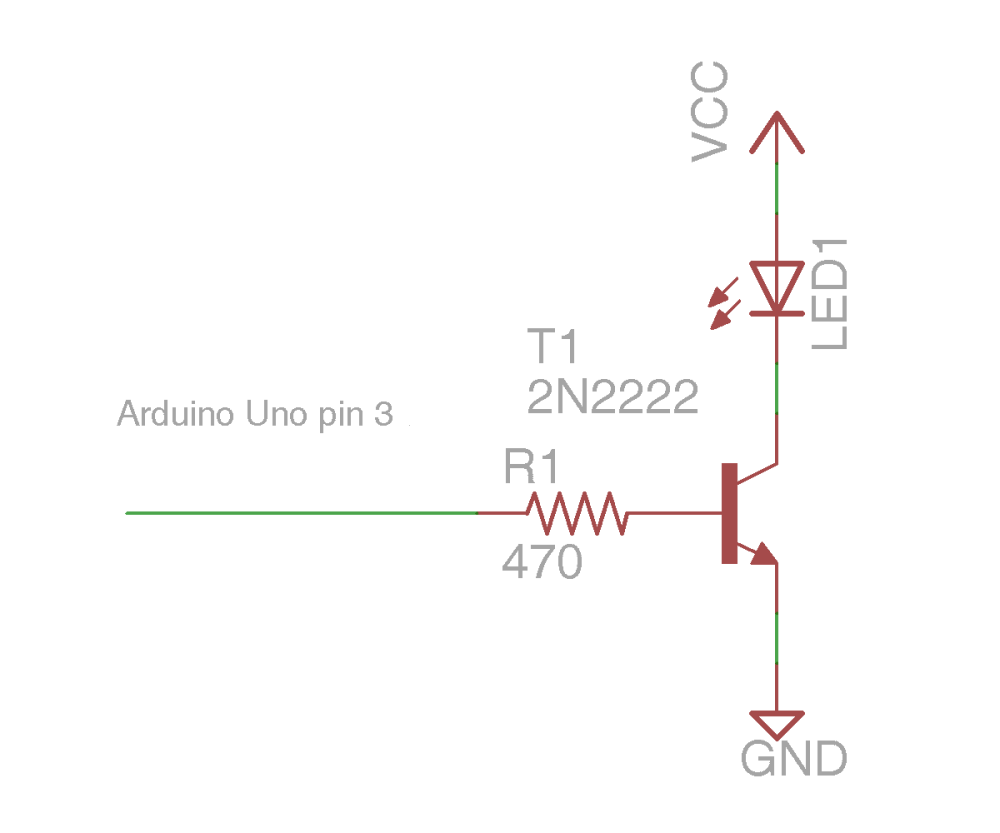 VCC
LED1
T1
2N2222
Arduino Uno pin 3
R1
470
GND